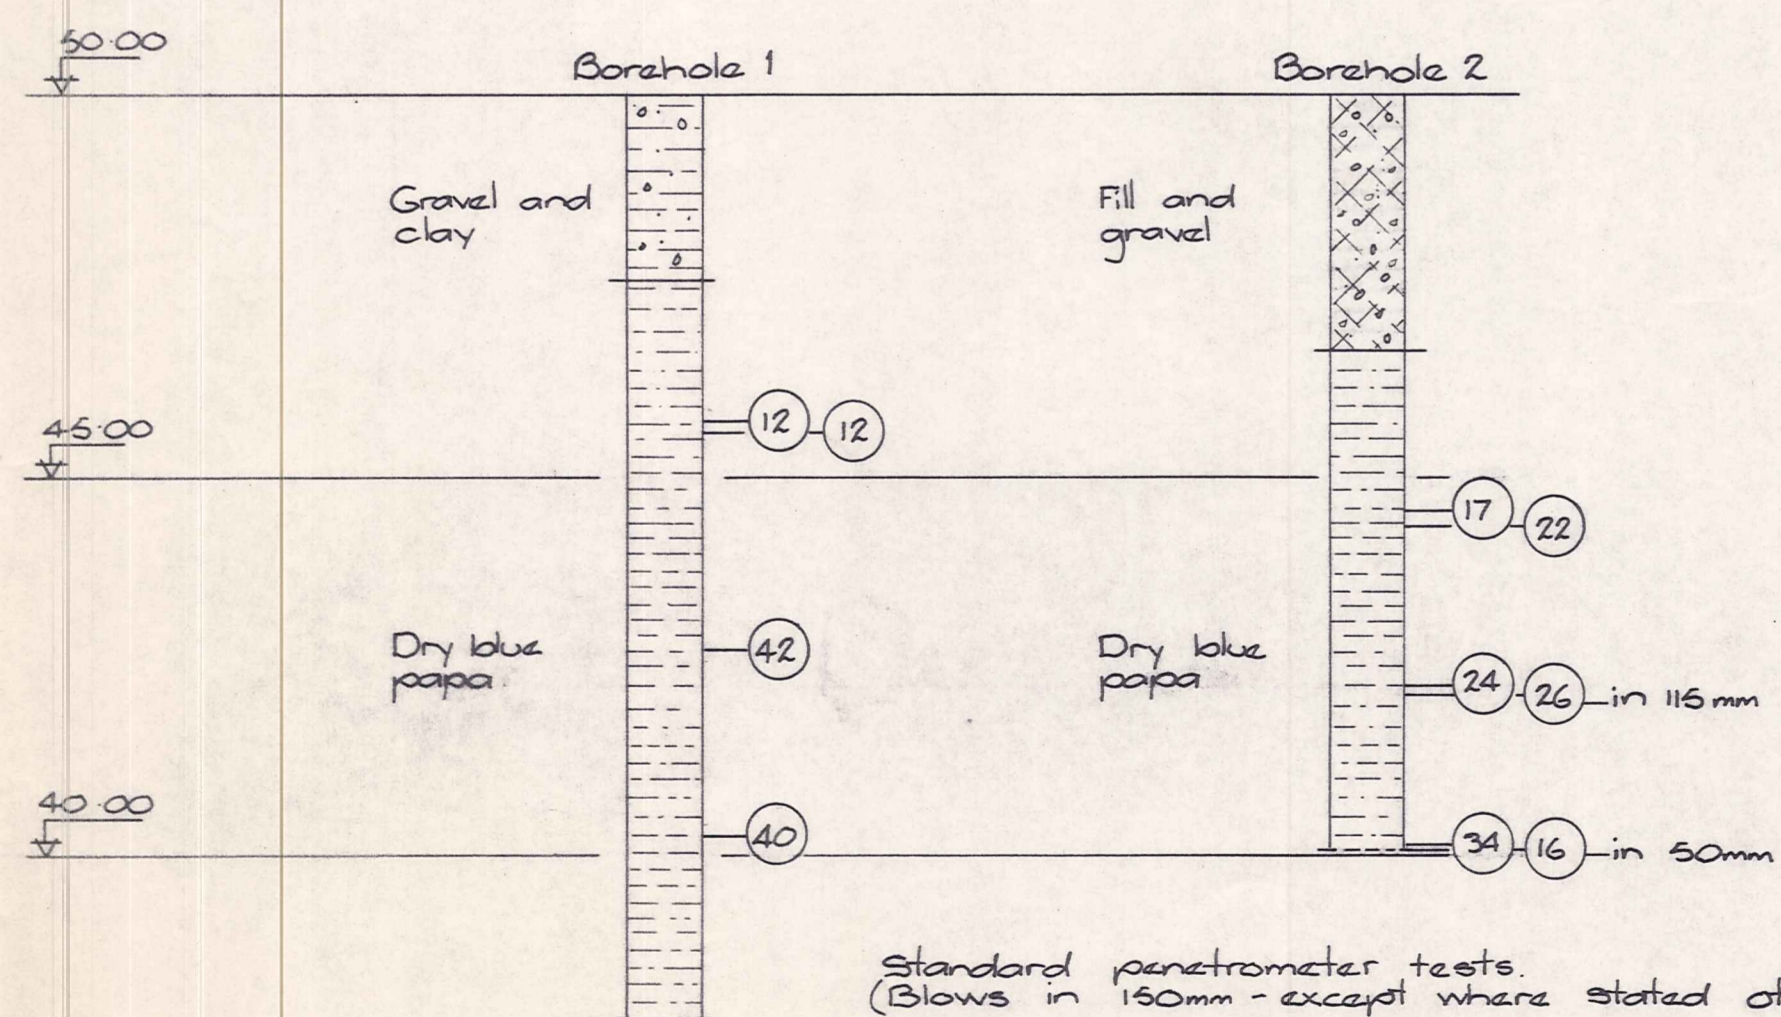 50·00
Borehole 1
Borehole 2
Gravel and
clay
Fill and
gravel
12
12
45·00
17
22
Dry blue
papa
42
Dry blue
papa
24
26
in 115mm
40·00
40
34
16
in 50mm
Standard penetrometer tests.
(Blows in 150mm - except where stated